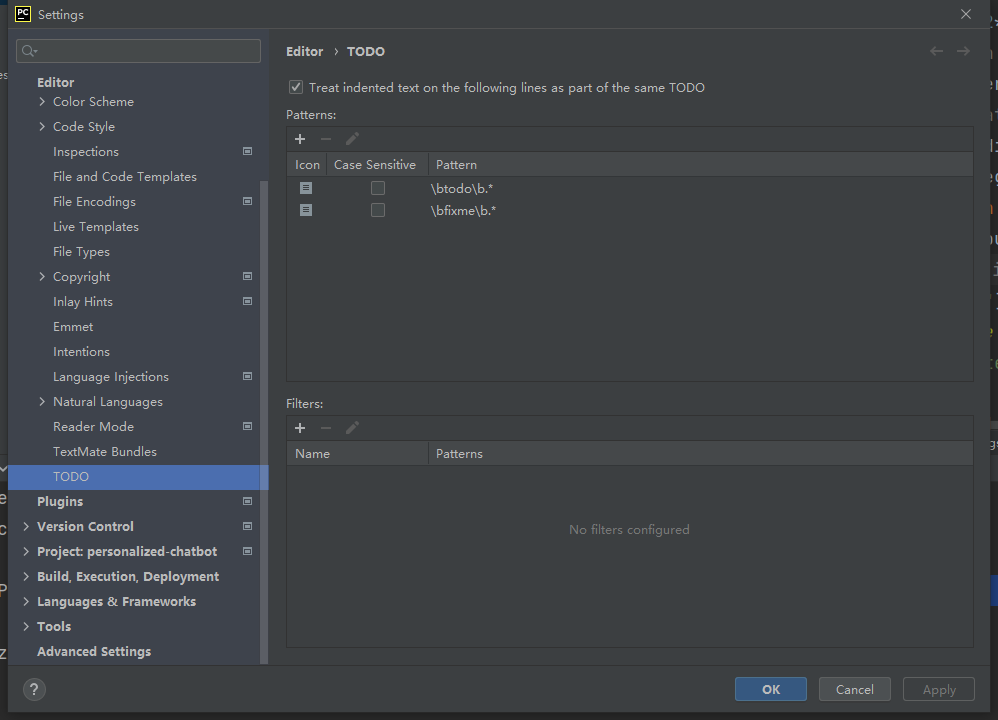 PC
Settings
Editor
Color Scheme
Code Style
Inspections
File and Code Templates
File Encodings
Live Templates
File Types
Copyright
Inlay Hints
Emmet
Intentions
Language Injections
Natural Languages
Reader Mode
TextMate Bundles
TODO
Plugins
Version Control
Project: personalized-chatbot
Build, Execution, Deployment
Languages & Frameworks
Tools
Advanced Settings
?
Editor › TODO
Treat indented text on the following lines as part of the same TODO
Patterns:
Icon Case Sensitive Pattern
\btodo\b.*
\bfixme\b.*
Filters:
Name Patterns
No filters configured
OK Cancel Apply